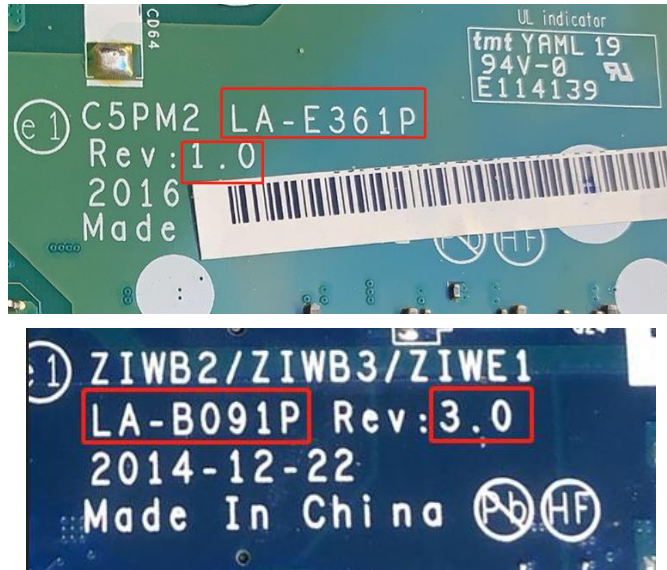 CD64
UL indicator
tmt YAML 19
94V-0
E114139
e1 C5PM2 LA-E361P
Rev:1.0
2016
Made
Pb HF
e1 ZIWB2/ZIWB3/ZIWE1
LA-B091P Rev:3.0
2014-12-22
Made In China Pb HF